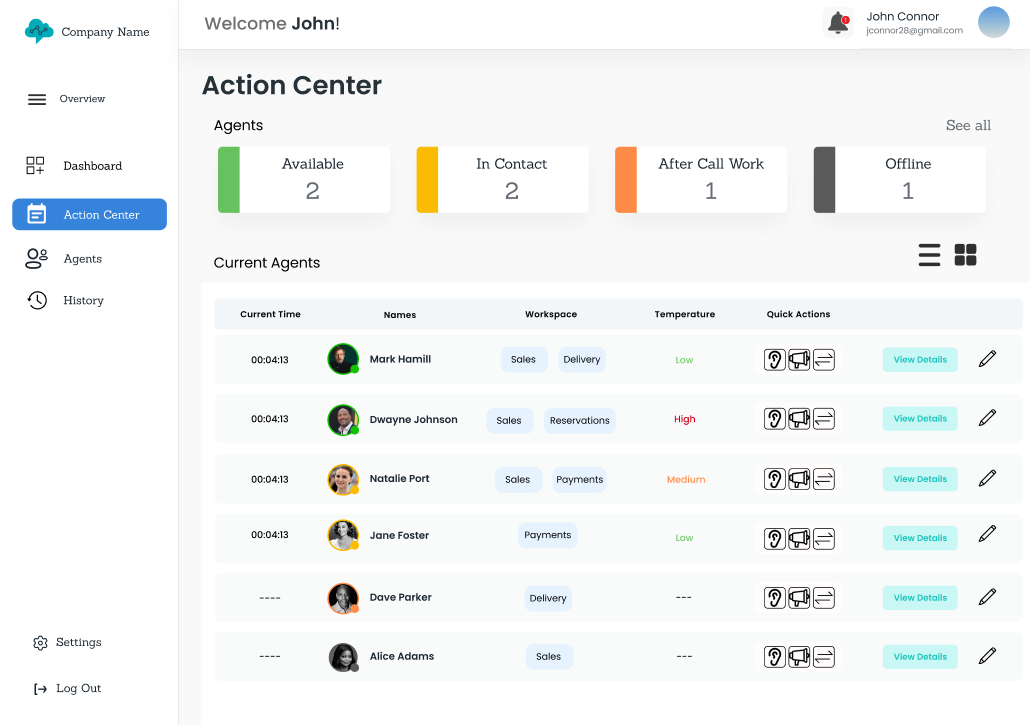 Company Name
Welcome John!
John Connor
jconnor28@gmail.com
Overview
Dashboard
Action Center
Agents
History
Settings
Log Out
Action Center
Agents
See all
Available
2
In Contact
2
After Call Work
1
Offline
1
Current Agents
Current Time Names Workspace Temperature Quick Actions
00:04:13 Mark Hamill Sales Delivery Low View Details
00:04:13 Dwayne Johnson Sales Reservations High View Details
00:04:13 Natalie Port Sales Payments Medium View Details
00:04:13 Jane Foster Payments Low View Details
---- Dave Parker Delivery --- View Details
---- Alice Adams Sales --- View Details